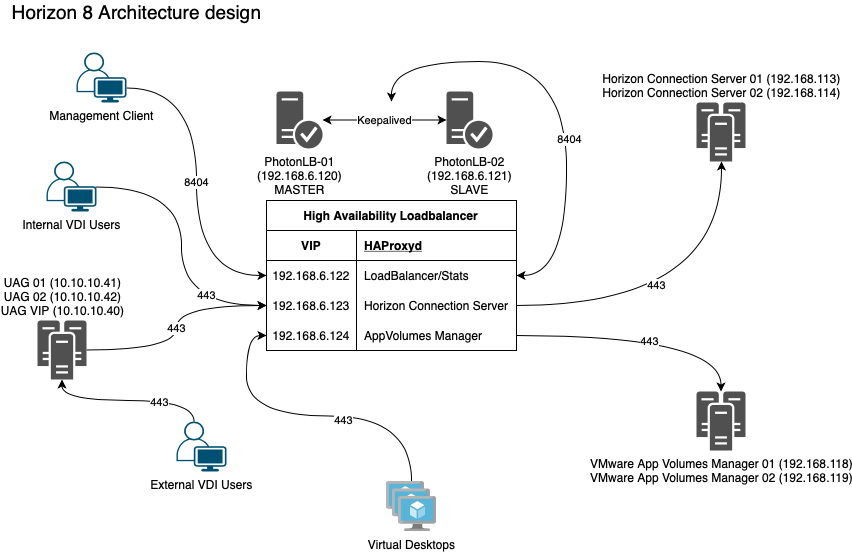 Horizon 8 Architecture design
Management Client
8404
Internal VDI Users
443
UAG 01 (10.10.10.41)
UAG 02 (10.10.10.42)
UAG VIP (10.10.10.40)
443
443
External VDI Users
Keepalived
8404
PhotonLB-01
(192.168.6.120)
MASTER
PhotonLB-02
(192.168.6.121)
SLAVE
High Availability Loadbalancer
VIP HAProxyd
192.168.6.122 LoadBalancer/Stats
192.168.6.123 Horizon Connection Server
192.168.6.124 AppVolumes Manager
443
Virtual Desktops
Horizon Connection Server 01 (192.168.113)
Horizon Connection Server 02 (192.168.114)
443
443
VMware App Volumes Manager 01 (192.168.118)
VMware App Volumes Manager 02 (192.168.119)